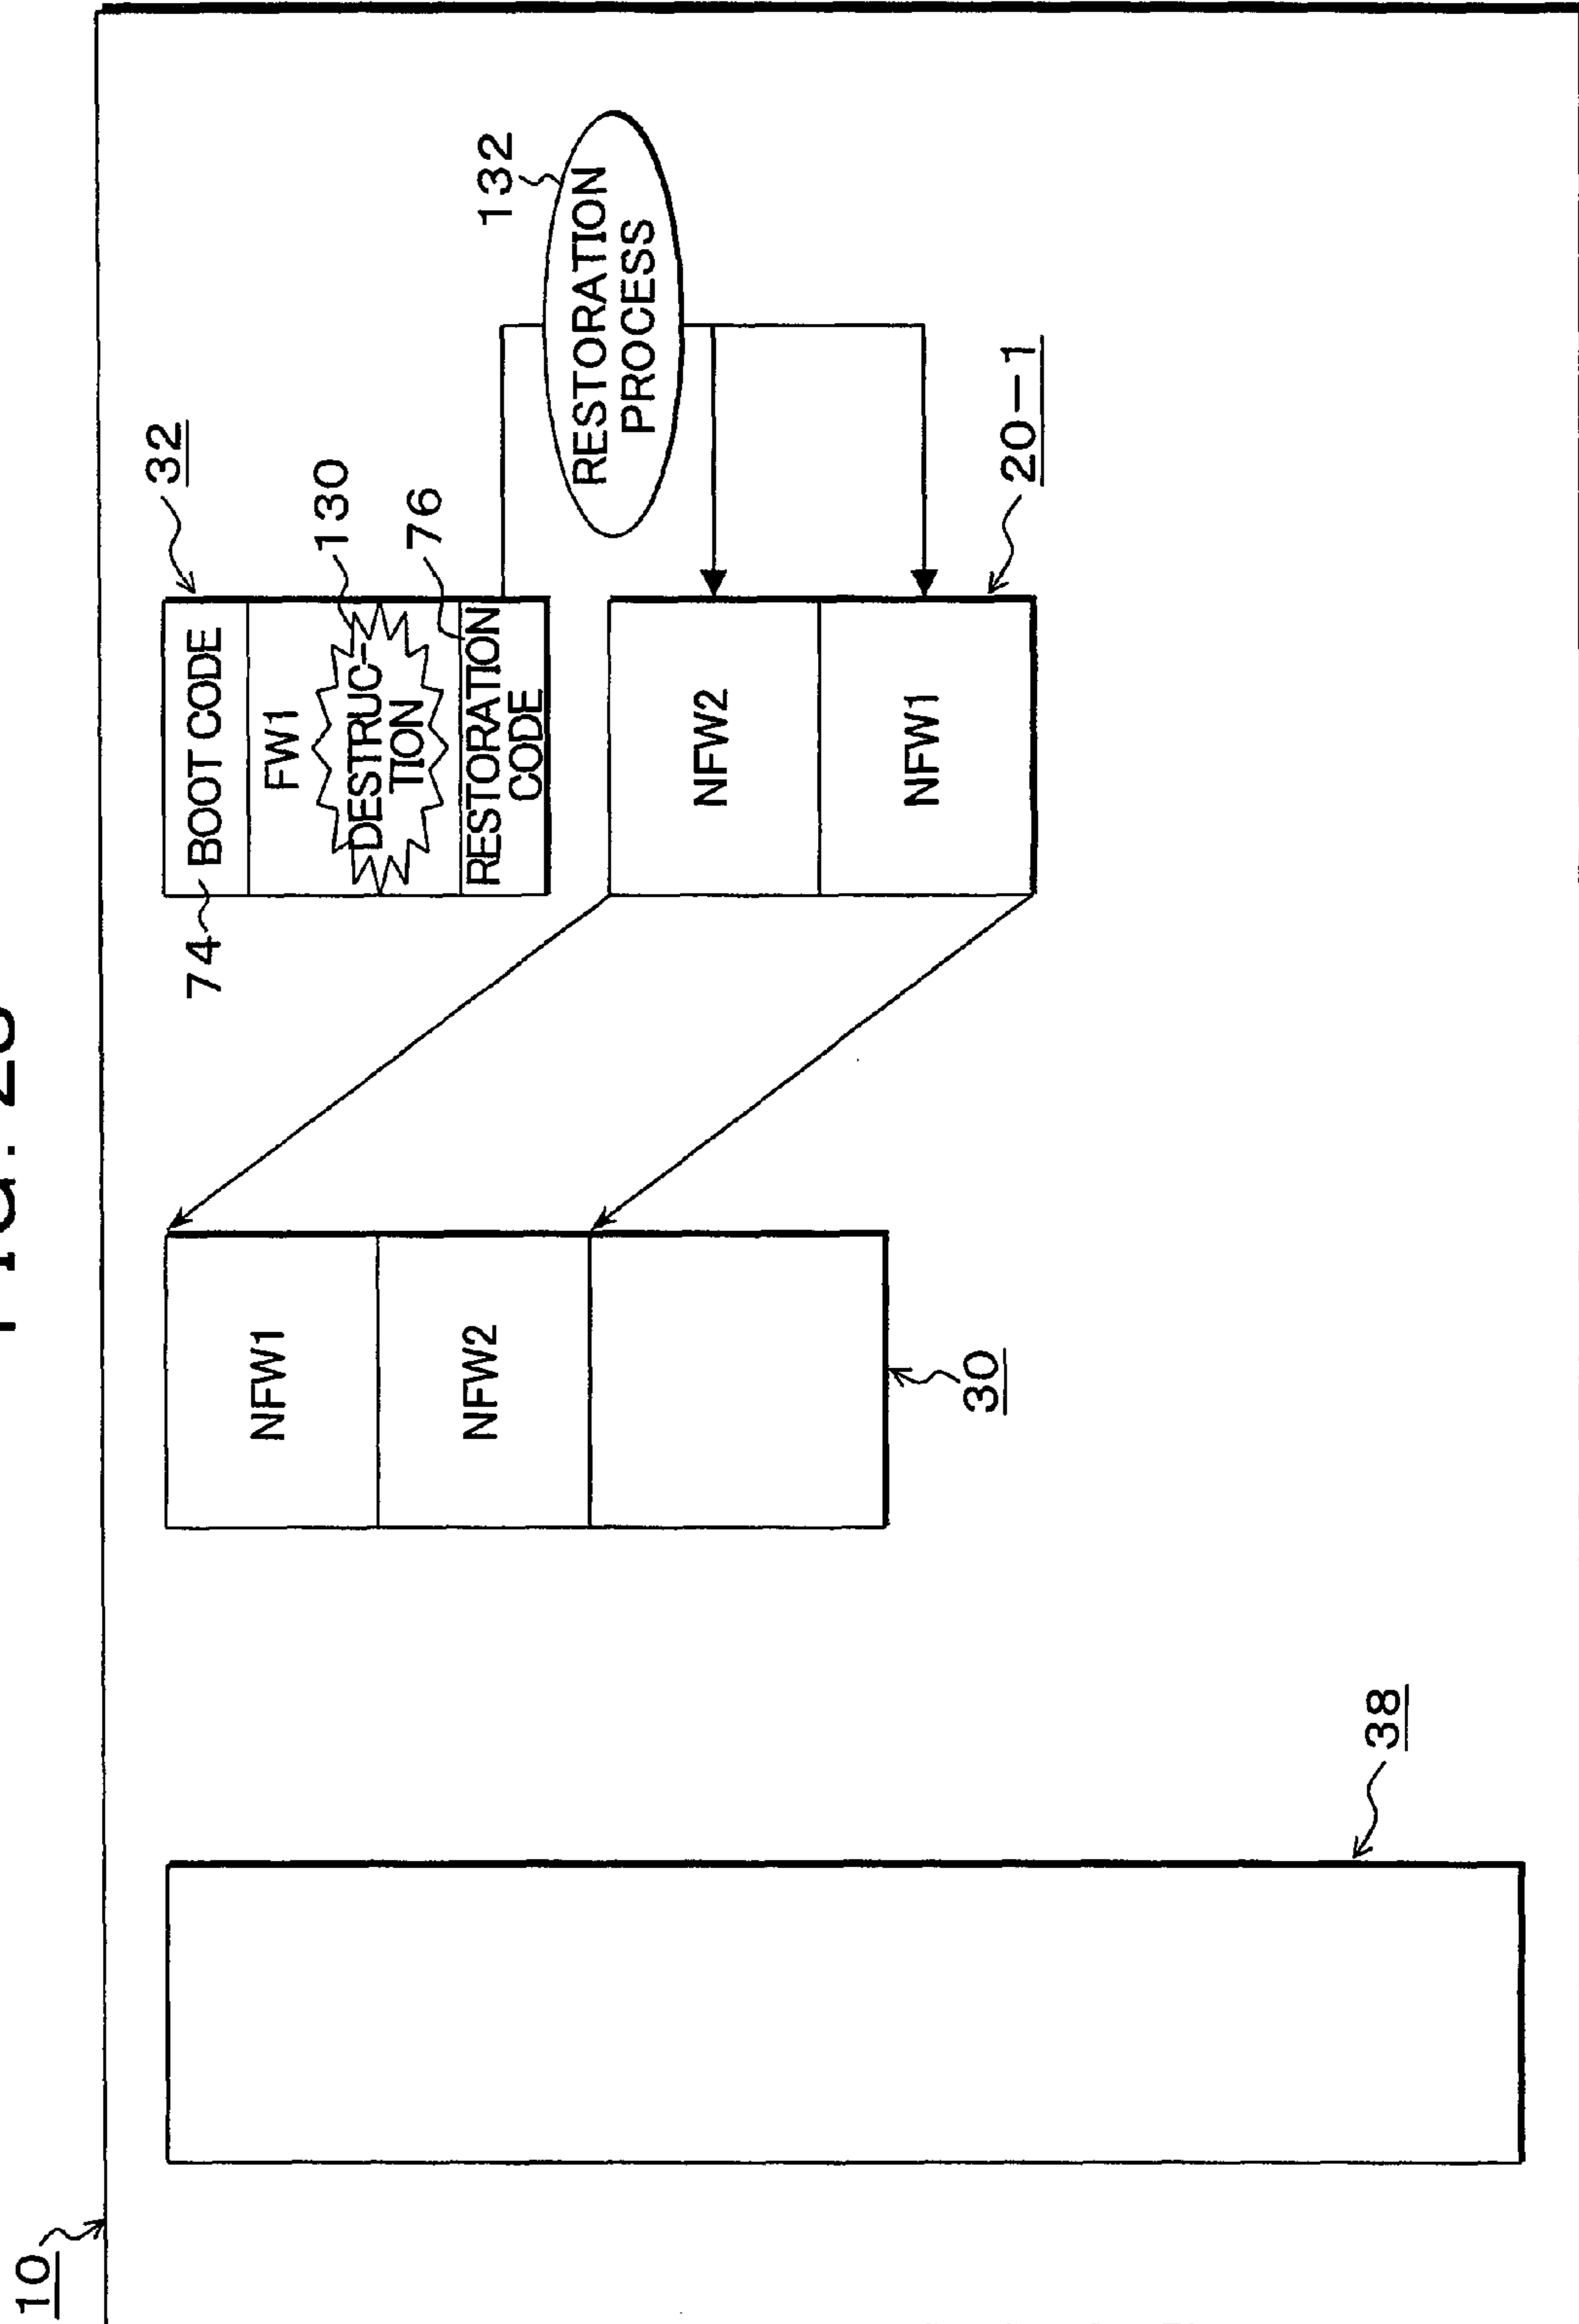 FIG.
10
38
NFW1
NFW2
30
74
BOOT CODE
32
FW1
DESTRUC-
TION
130
76
RESTORATION
CODE
132
RESTORATION
PROCESS
NFW2
NFW1
20-1